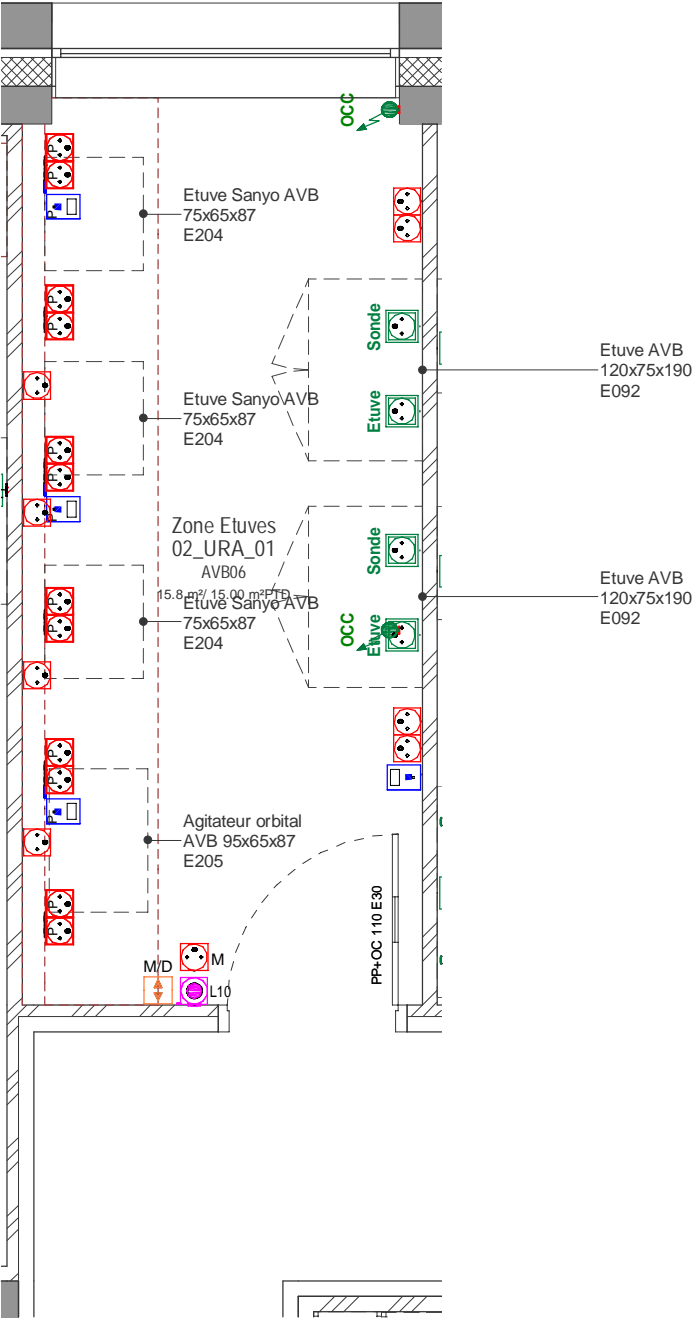 OCC
P
P
P
Etuve Sanyo AVB
75x65x87
E204
P
P
Sonde
Etuve AVB
120x75x190
E092
Etuve Sanyo AVB
75x65x87
E204
Etuve
P
P
Zone Etuves
02_URA_01
AVB06
15.8 m²/ 15.00 m²PTD
Sonde
Etuve AVB
120x75x190
E092
P
P
Etuve Sanyo AVB
75x65x87
E204
OCC
Etuve
P
P
P
Agitateur orbital
AVB 95x65x87
E205
P
P
PP+OC 110 E30
M/D
M
L10